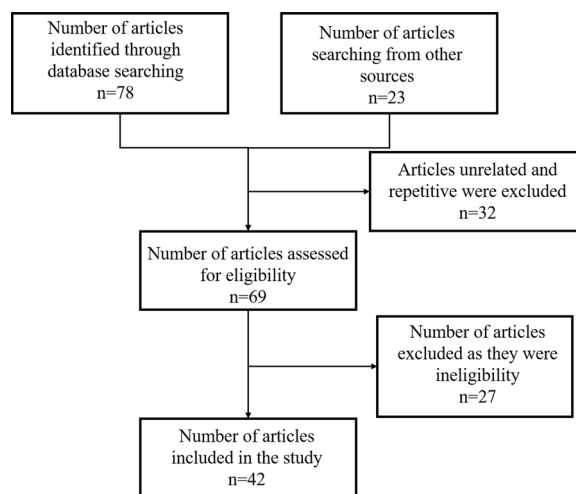 Number of articles
identified through
database searching
n=78
Number of articles
searching from other
sources
n=23
Articles unrelated and
repetitive were excluded
n=32
Number of articles assessed
for eligibility
n=69
Number of articles
excluded as they were
ineligibility
n=27
Number of articles
included in the study
n=42